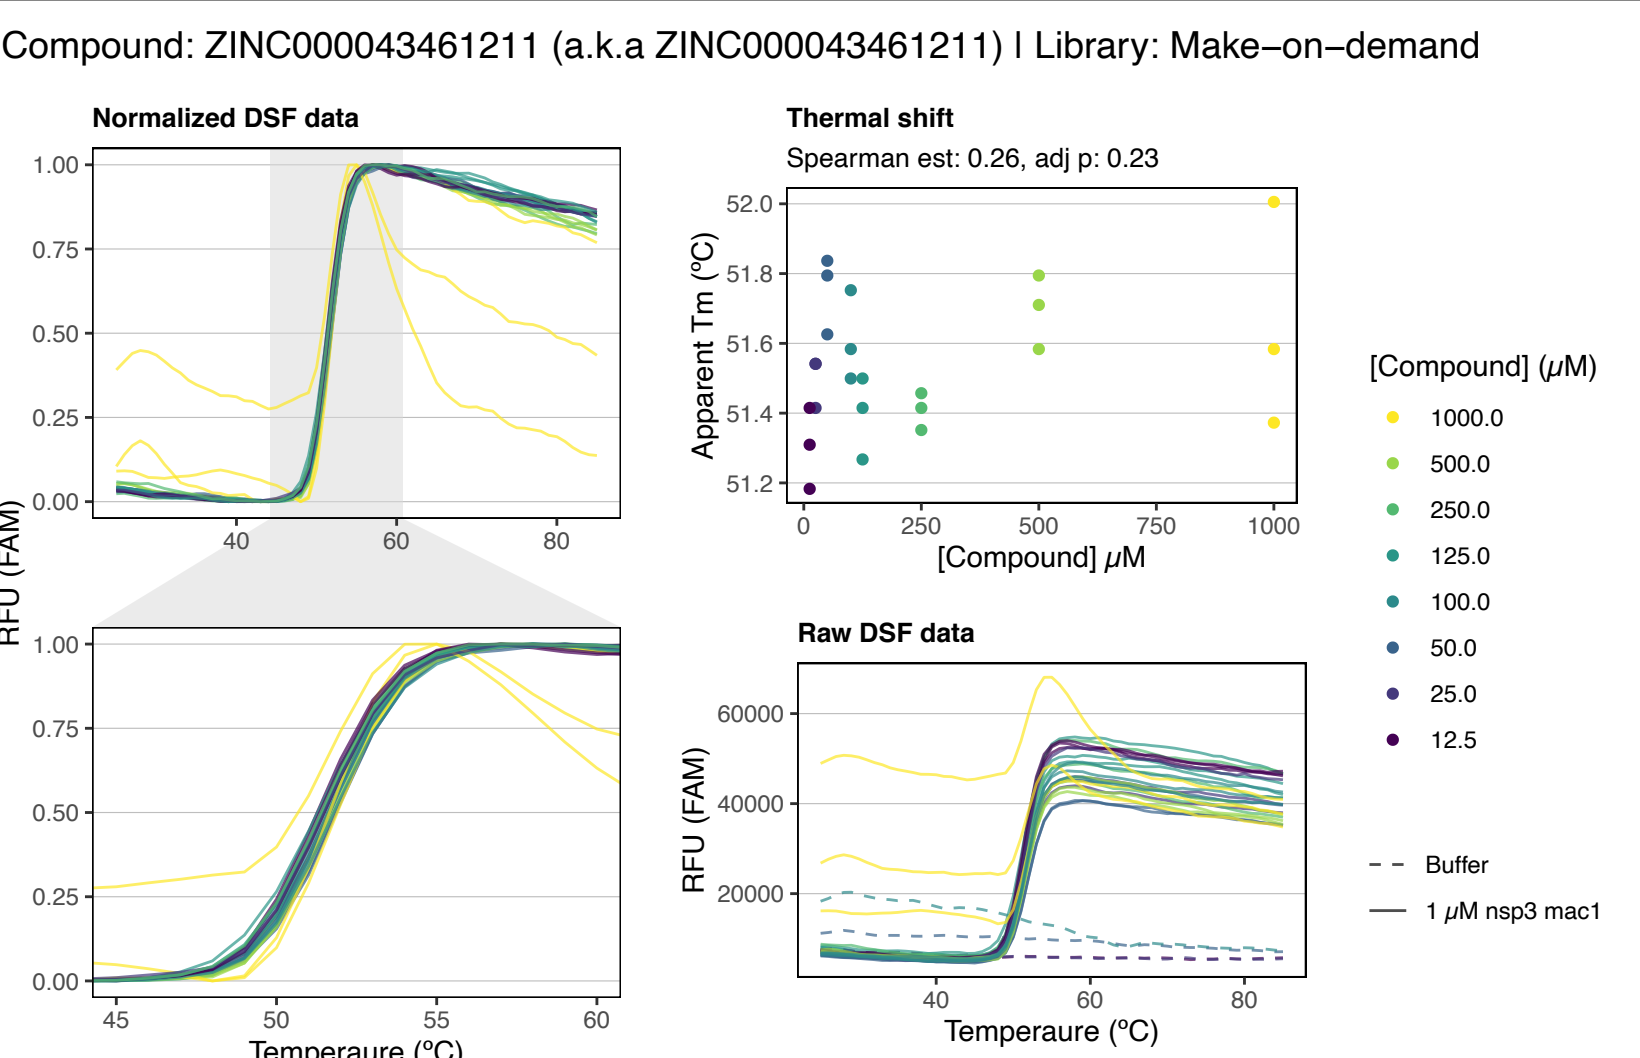 Compound: ZINC000043461211 (a.k.a ZINC000043461211) | Library: Make−on−demand
Normalized DSF data
1.00
0.75
0.50
0.25
0.00
40
60
80
RFU (FAM)
1.00
0.75
0.50
0.25
0.00
45
50
55
60
Temperaure (ºC)
Thermal shift
Spearman est: 0.26, adj p: 0.23
Apparent Tm (ºC)
52.0
51.8
51.6
51.4
51.2
0
250
500
750
1000
[Compound] µM
Raw DSF data
RFU (FAM)
60000
40000
20000
40
60
80
Temperaure (ºC)
[Compound] (µM)
1000.0
500.0
250.0
125.0
100.0
50.0
25.0
12.5
Buffer
1 µM nsp3 mac1